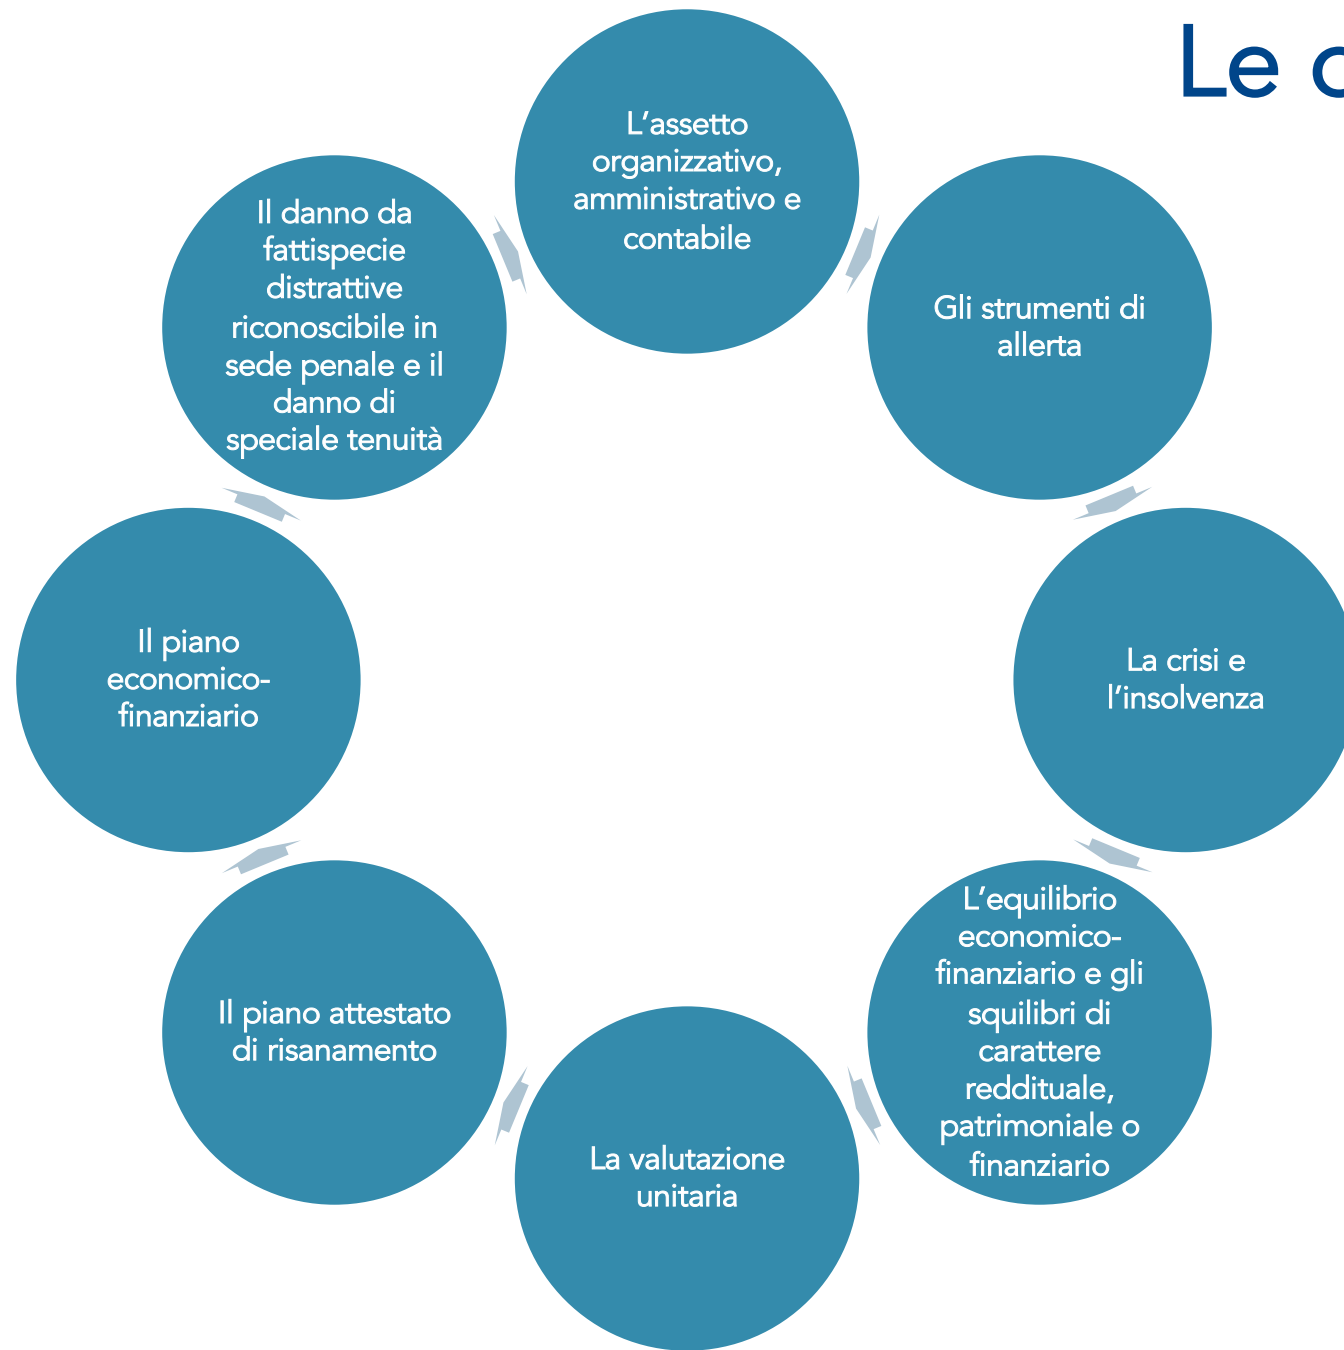 Le
L'assetto
organizzativo,
amministrativo e
contabile
Gli strumenti di
allerta
La crisi e
l'insolvenza
L'equilibrio
economico-
finanziario e gli
squilibri di
carattere
reddituale,
patrimoniale o
finanziario
La valutazione
unitaria
Il piano attestato
di risanamento
Il piano
economico-
finanziario
Il danno da
fattispecie
distrattive
riconoscibile in
sede penale e il
danno di
speciale tenuità